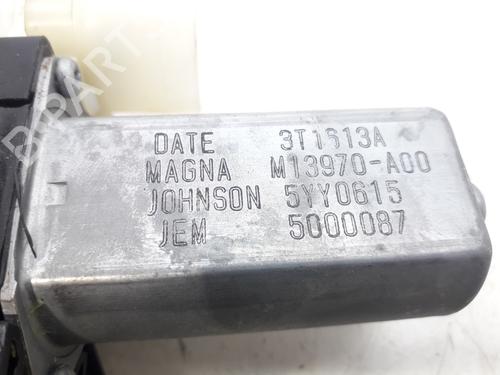 DATE 3T1613A
MAGNA M13970-A00
JOHNSON 5YY0615
JEM 5000087
B-PARTS